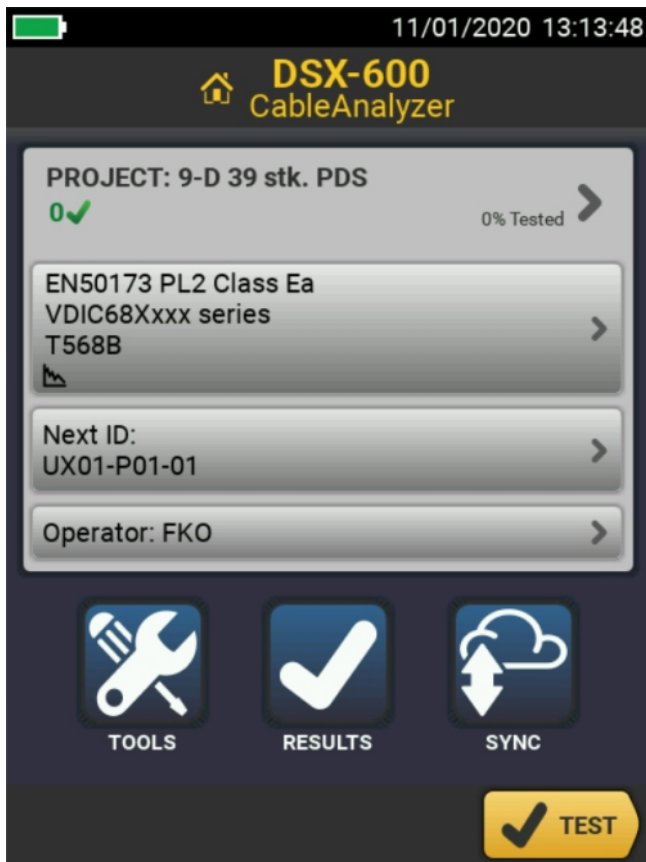 11/01/2020 13:13:48
DSX-600
CableAnalyzer
PROJECT: 9-D 39 stk. PDS
0
0% Tested
EN50173 PL2 Class Ea
VDIC68Xxxx series
T568B
Next ID:
UX01-P01-01
Operator: FKO
TOOLS
RESULTS
SYNC
TEST